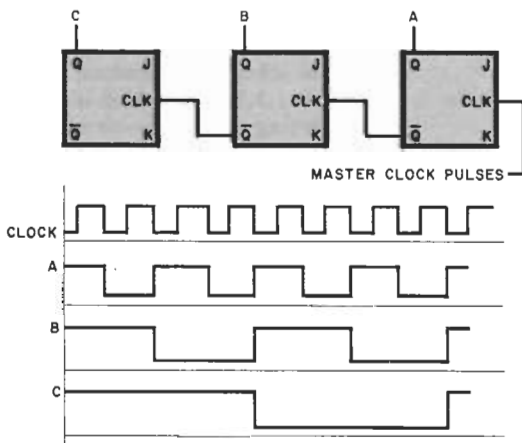 C B A
Q J Q J Q J
CLK CLK CLK
Q̅ K Q̅ K Q̅ K
MASTER CLOCK PULSES
CLOCK
A
B
C